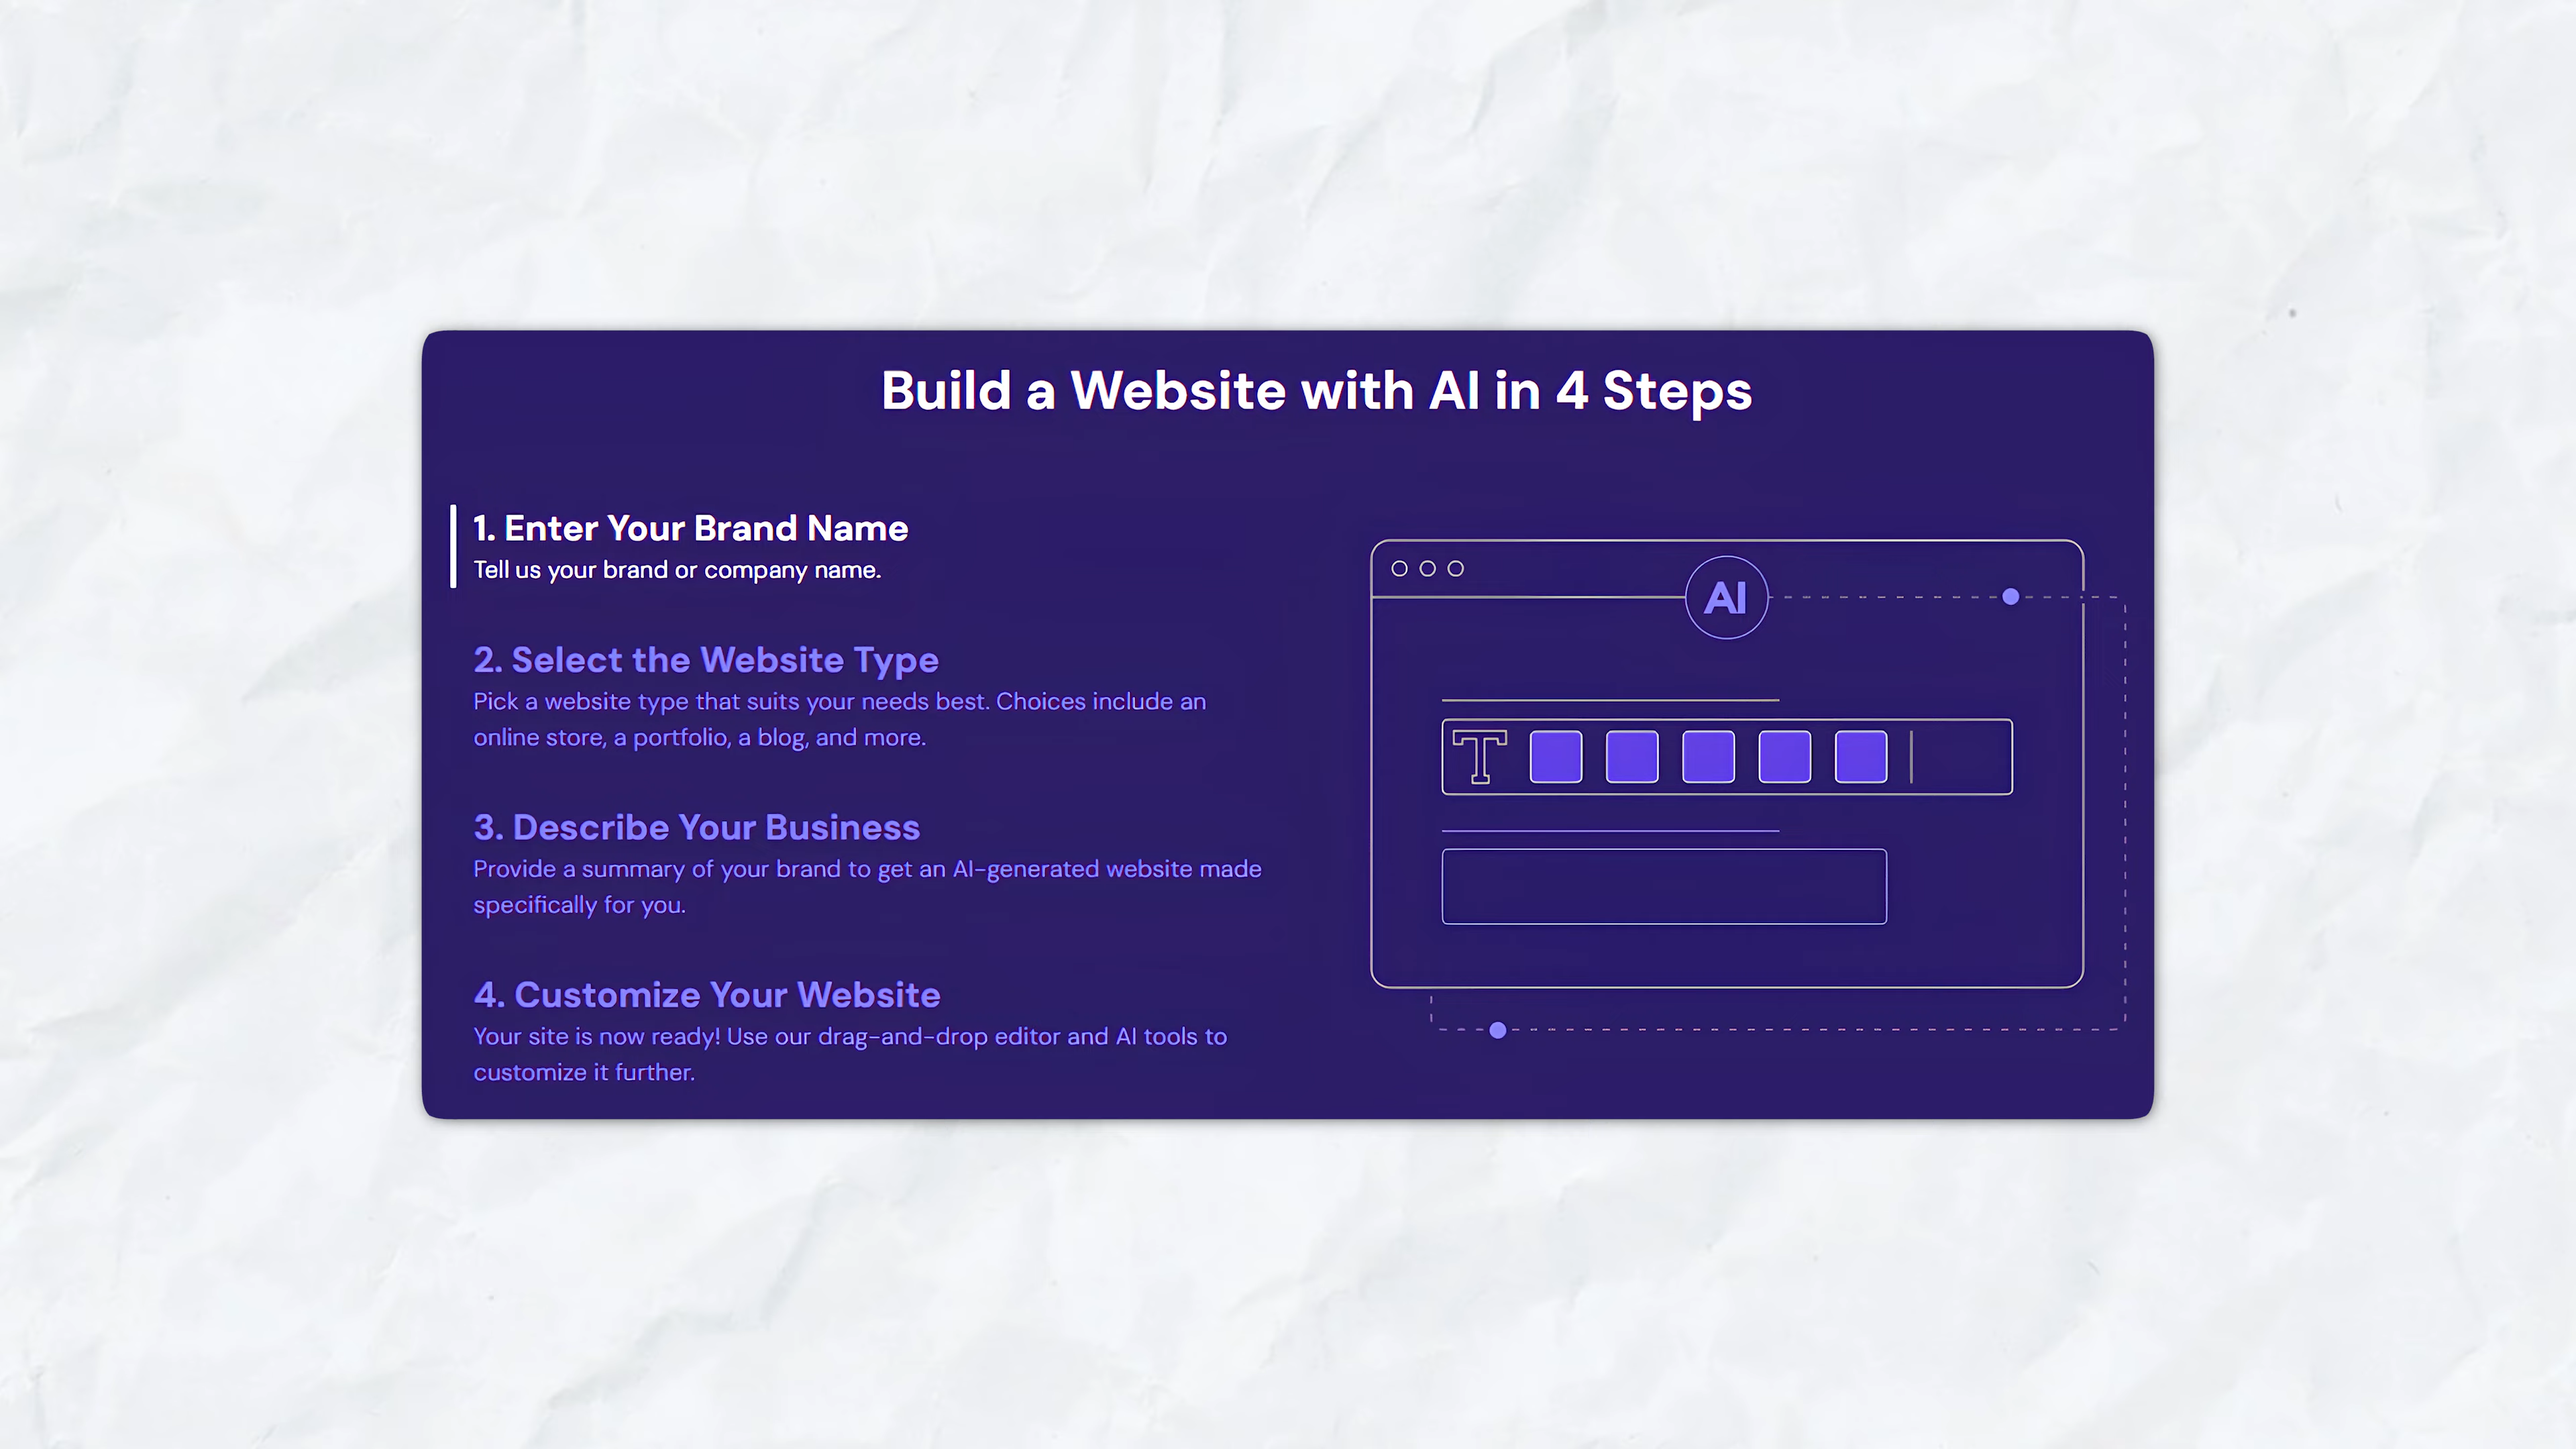 Build a Website with AI in 4 Steps
1. Enter Your Brand Name
Tell us your brand or company name.
2. Select the Website Type
Pick a website type that suits your needs best. Choices include an
online store, a portfolio, a blog, and more.
3. Describe Your Business
Provide a summary of your brand to get an AI-generated website made
specifically for you.
4. Customize Your Website
Your site is now ready! Use our drag-and-drop editor and AI tools to
customize it further.
AI
T